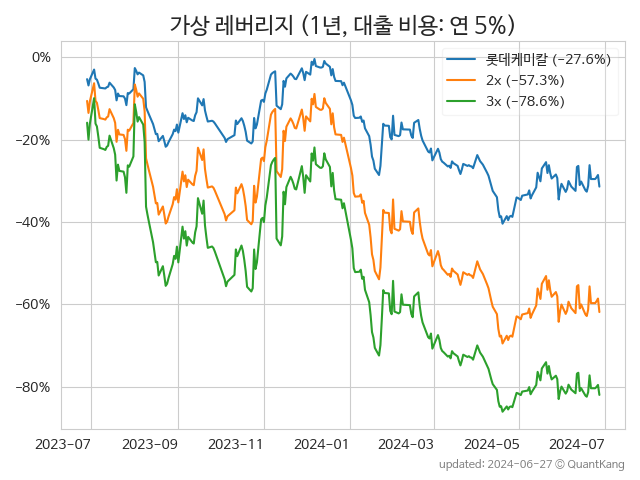 가상 레버리지 (1년, 대출 비용: 연 5%)
롯데케미칼 (−27.6%)
2x (−57.3%)
3x (−78.6%)
0%
−20%
−40%
−60%
−80%
2023-07 2023-09 2023-11 2024-01 2024-03 2024-05 2024-07
updated: 2024-06-27 © QuantKang